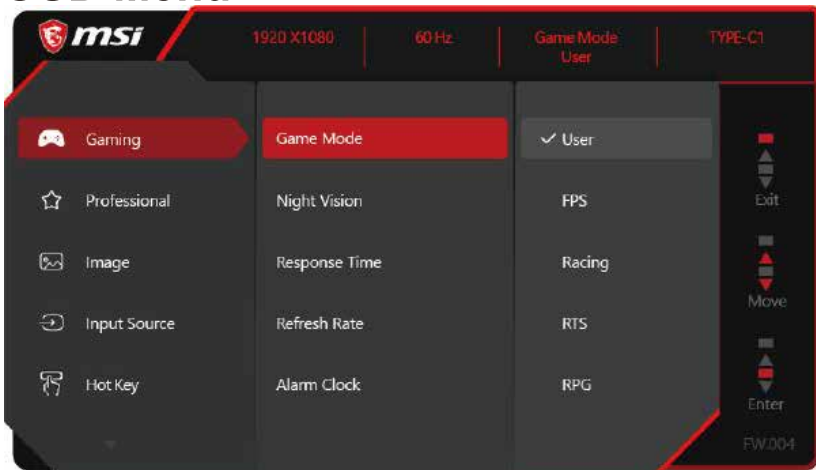 msi
1920 X1080 60 Hz Game Mode TYPE-C1
User
Gaming Game Mode User
Professional Night Vision FPS
Exit
Image Response Time Racing
Move
Input Source Refresh Rate RTS
Hot Key Alarm Clock RPG
Enter
FW.004